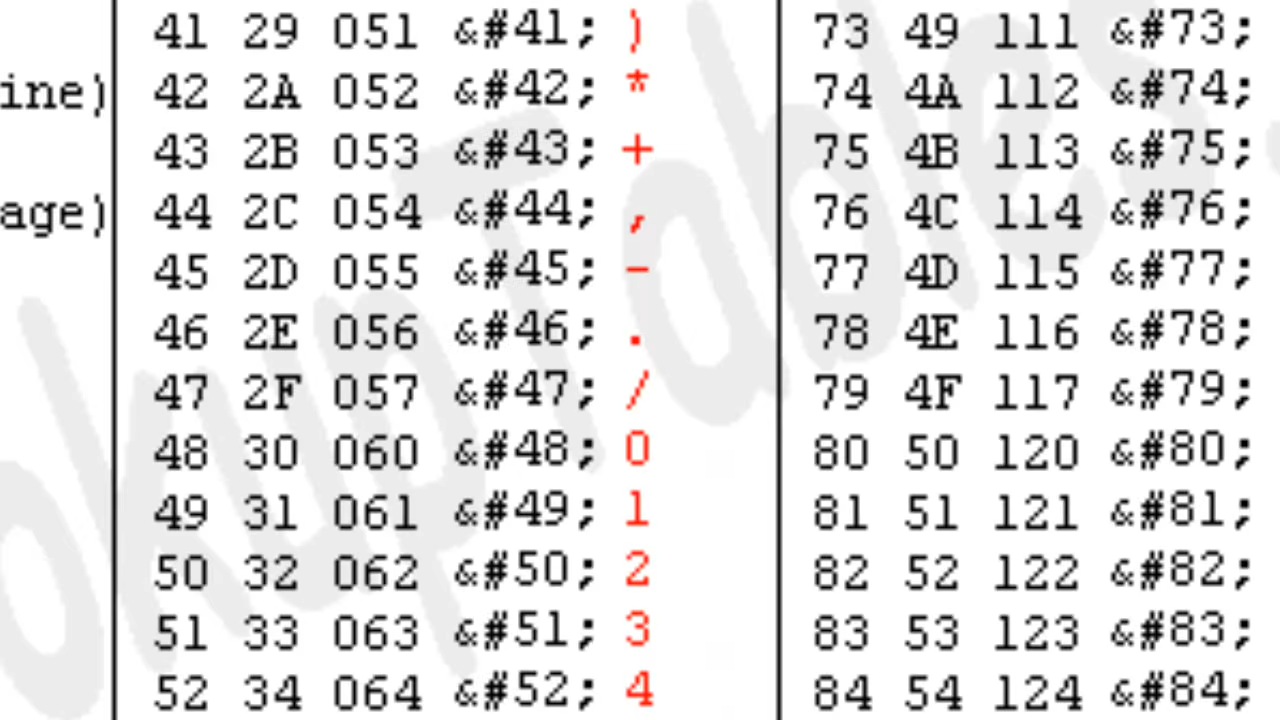 41 29 051 &#41; ) 73 49 111 &#73;
ine) 42 2A 052 &#42; * 74 4A 112 &#74;
43 2B 053 &#43; + 75 4B 113 &#75;
age) 44 2C 054 &#44; , 76 4C 114 &#76;
45 2D 055 &#45; - 77 4D 115 &#77;
46 2E 056 &#46; . 78 4E 116 &#78;
47 2F 057 &#47; / 79 4F 117 &#79;
48 30 060 &#48; 0 80 50 120 &#80;
49 31 061 &#49; 1 81 51 121 &#81;
50 32 062 &#50; 2 82 52 122 &#82;
51 33 063 &#51; 3 83 53 123 &#83;
52 34 064 &#52; 4 84 54 124 &#84;
okupTables.